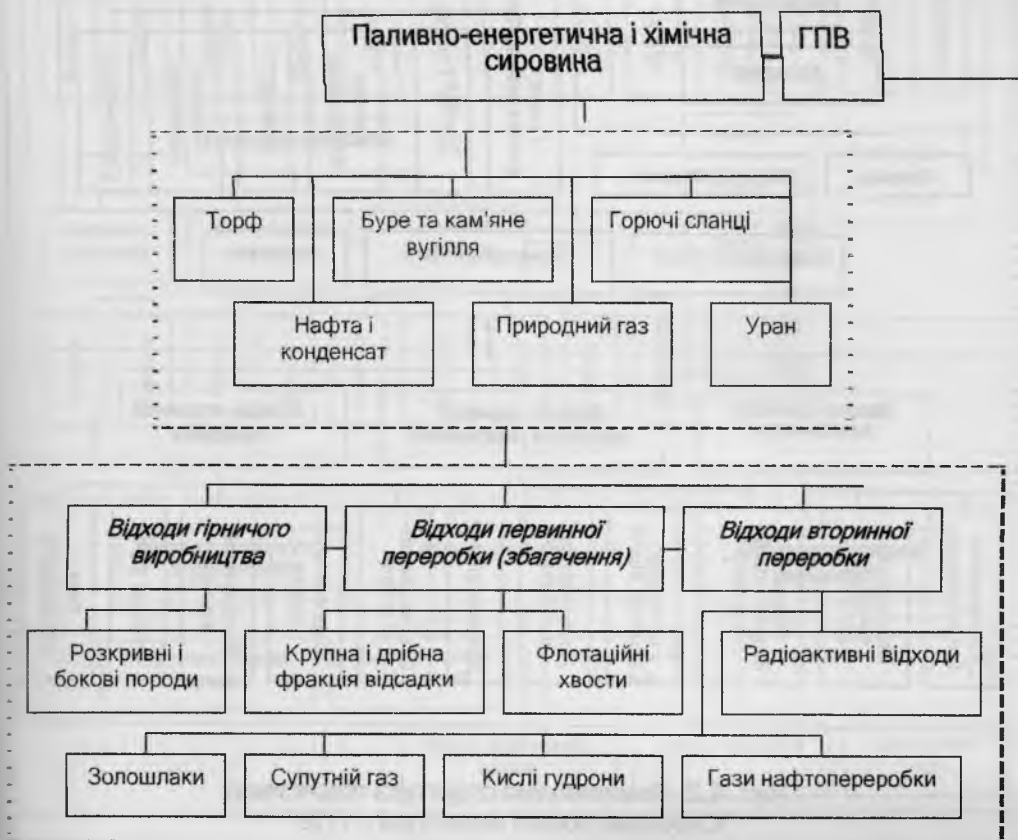 Паливно-енергетична і хімічна
сировина
ГПВ
Торф
Буре та кам’яне
вугілля
Горючі сланці
Нафта і
конденсат
Природний газ
Уран
Відходи гірничого
виробництва
Відходи первинної
переробки (збагачення)
Відходи вторинної
переробки
Розкривні і
бокові породи
Крупна і дрібна
фракція відсадки
Флотаційні
хвости
Радіоактивні відходи
Золошлаки
Супутній газ
Кислі гудрони
Гази нафтопереробки